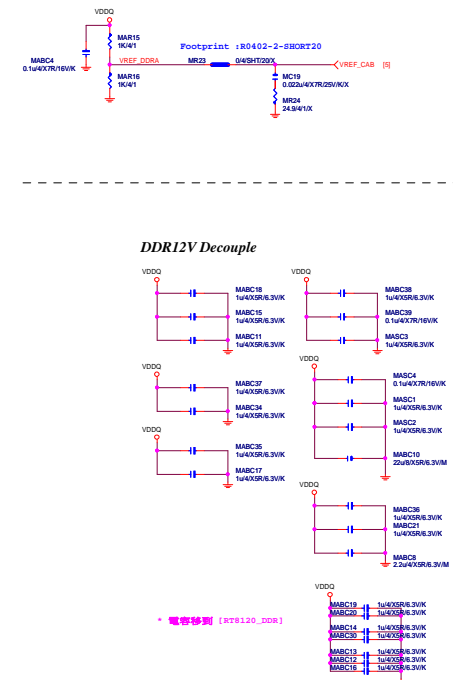 VDDQ
MAR15
1K/4/1
Footprint :R0402-2-SHORT20
MABC4
0.1u/4/X7R/16V/K
VREF_DDRA
MR23
0/4/SHT/20/X
VREF_CAB [5]
MAR16
1K/4/1
MC19
0.022u/4/X7R/25V/K/X
MR24
24.9/4/1/X
DDR12V Decouple
VDDQ
MABC18
1u/4/X5R/6.3V/K
MABC15
1u/4/X5R/6.3V/K
MABC11
1u/4/X5R/6.3V/K
VDDQ
MABC38
1u/4/X5R/6.3V/K
MABC39
0.1u/4/X7R/16V/K
MASC3
1u/4/X5R/6.3V/K
VDDQ
MABC37
1u/4/X5R/6.3V/K
MABC34
1u/4/X5R/6.3V/K
VDDQ
MASC4
0.1u/4/X7R/16V/K
MASC1
1u/4/X5R/6.3V/K
MASC2
1u/4/X5R/6.3V/K
MABC10
22u/8/X5R/6.3V/M
VDDQ
MABC35
1u/4/X5R/6.3V/K
MABC17
1u/4/X5R/6.3V/K
VDDQ
MABC36
1u/4/X5R/6.3V/K
MABC21
1u/4/X5R/6.3V/K
MABC8
2.2u/4/X5R/6.3V/M
VDDQ
MABC19 1u/4/X5R/6.3V/K
MABC20 1u/4/X5R/6.3V/K
* 電容移到 [RT8120_DDR]
MABC14 1u/4/X5R/6.3V/K
MABC30 1u/4/X5R/6.3V/K
MABC13 1u/4/X5R/6.3V/K
MABC12 1u/4/X5R/6.3V/K
MABC16 1u/4/X5R/6.3V/K